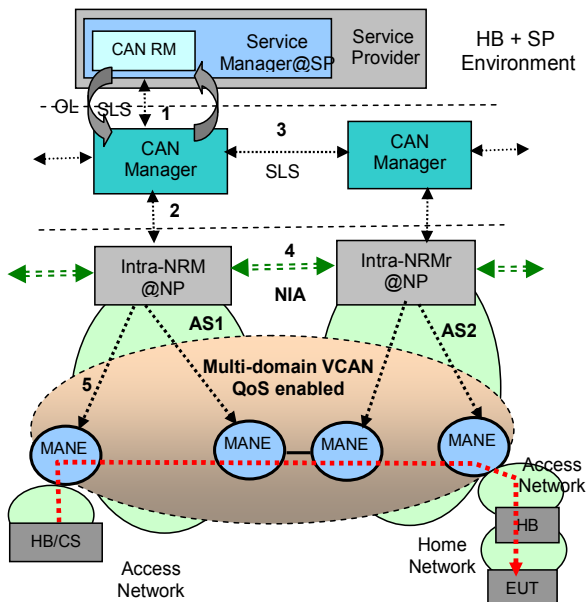 CAN RM
Service
Manager@SP
Service
Provider
HB + SP
Environment
OL
SLS
1
3
CAN
Manager
SLS
CAN
Manager
2
4
Intra-NRM
@NP
NIA
Intra-NRMr
@NP
AS1
AS2
Multi-domain VCAN
QoS enabled
5
MANE
MANE
MANE
MANE
Access
Network
HB/CS
HB
Access
Network
Home
Network
EUT